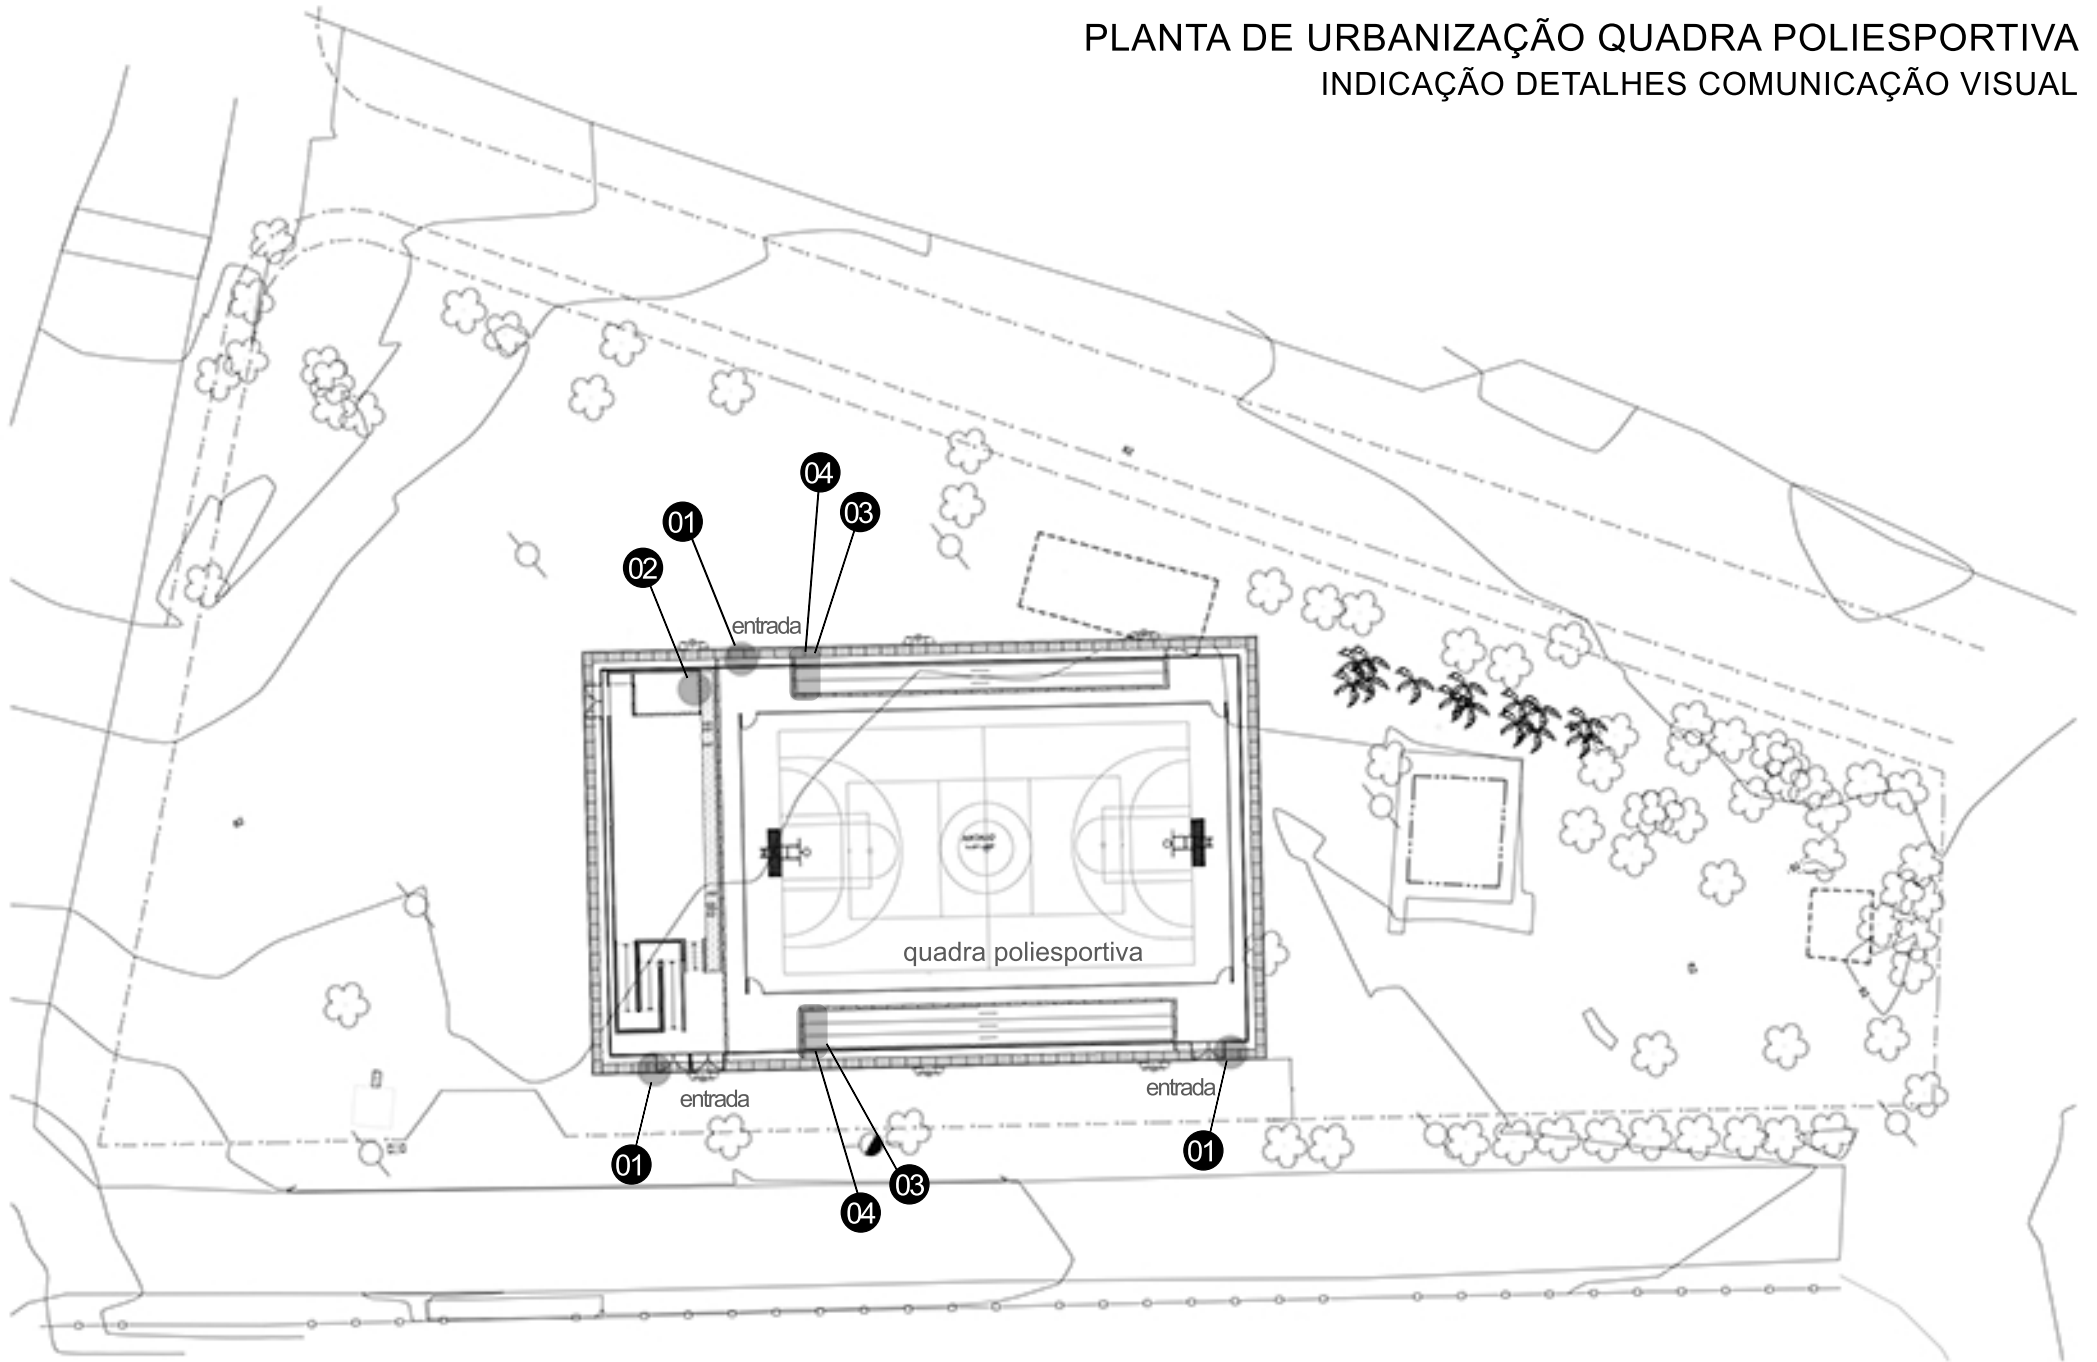 PLANTA DE URBANIZAÇÃO QUADRA POLIESPORTIVA
INDICAÇÃO DETALHES COMUNICAÇÃO VISUAL
04
03
01
02
entrada
quadra poliesportiva
entrada
entrada
01
01
03
04